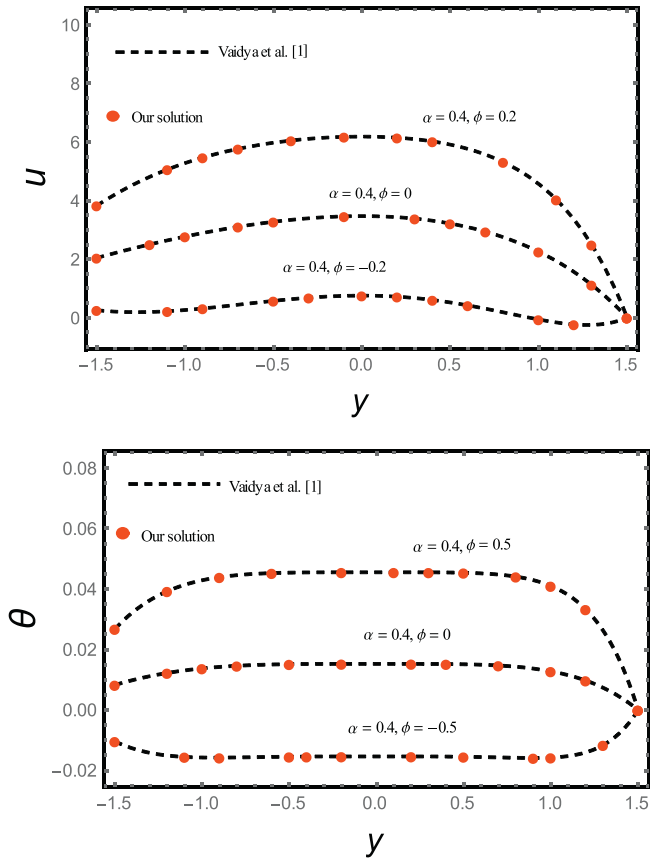 10
Vaidya et al. [1]
8
Our solution
α = 0.4, ϕ = 0.2
6
u
4
α = 0.4, ϕ = 0
2
α = 0.4, ϕ = −0.2
0
−1.5 −1.0 −0.5 0.0 0.5 1.0 1.5
y
0.08
Vaidya et al. [1]
0.06
Our solution
α = 0.4, ϕ = 0.5
0.04
θ
α = 0.4, ϕ = 0
0.02
0.00
α = 0.4, ϕ = −0.5
−0.02
−1.5 −1.0 −0.5 0.0 0.5 1.0 1.5
y